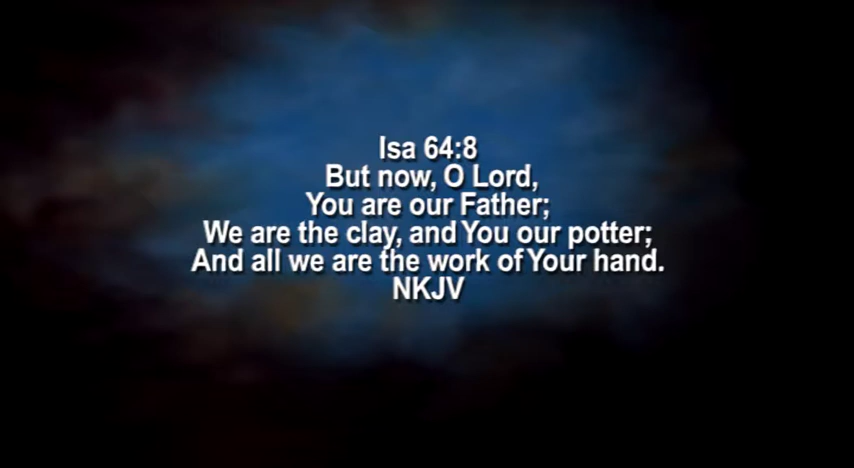 Isa 64:8
But now, O Lord,
You are our Father;
We are the clay, and You our potter;
And all we are the work of Your hand.
NKJV